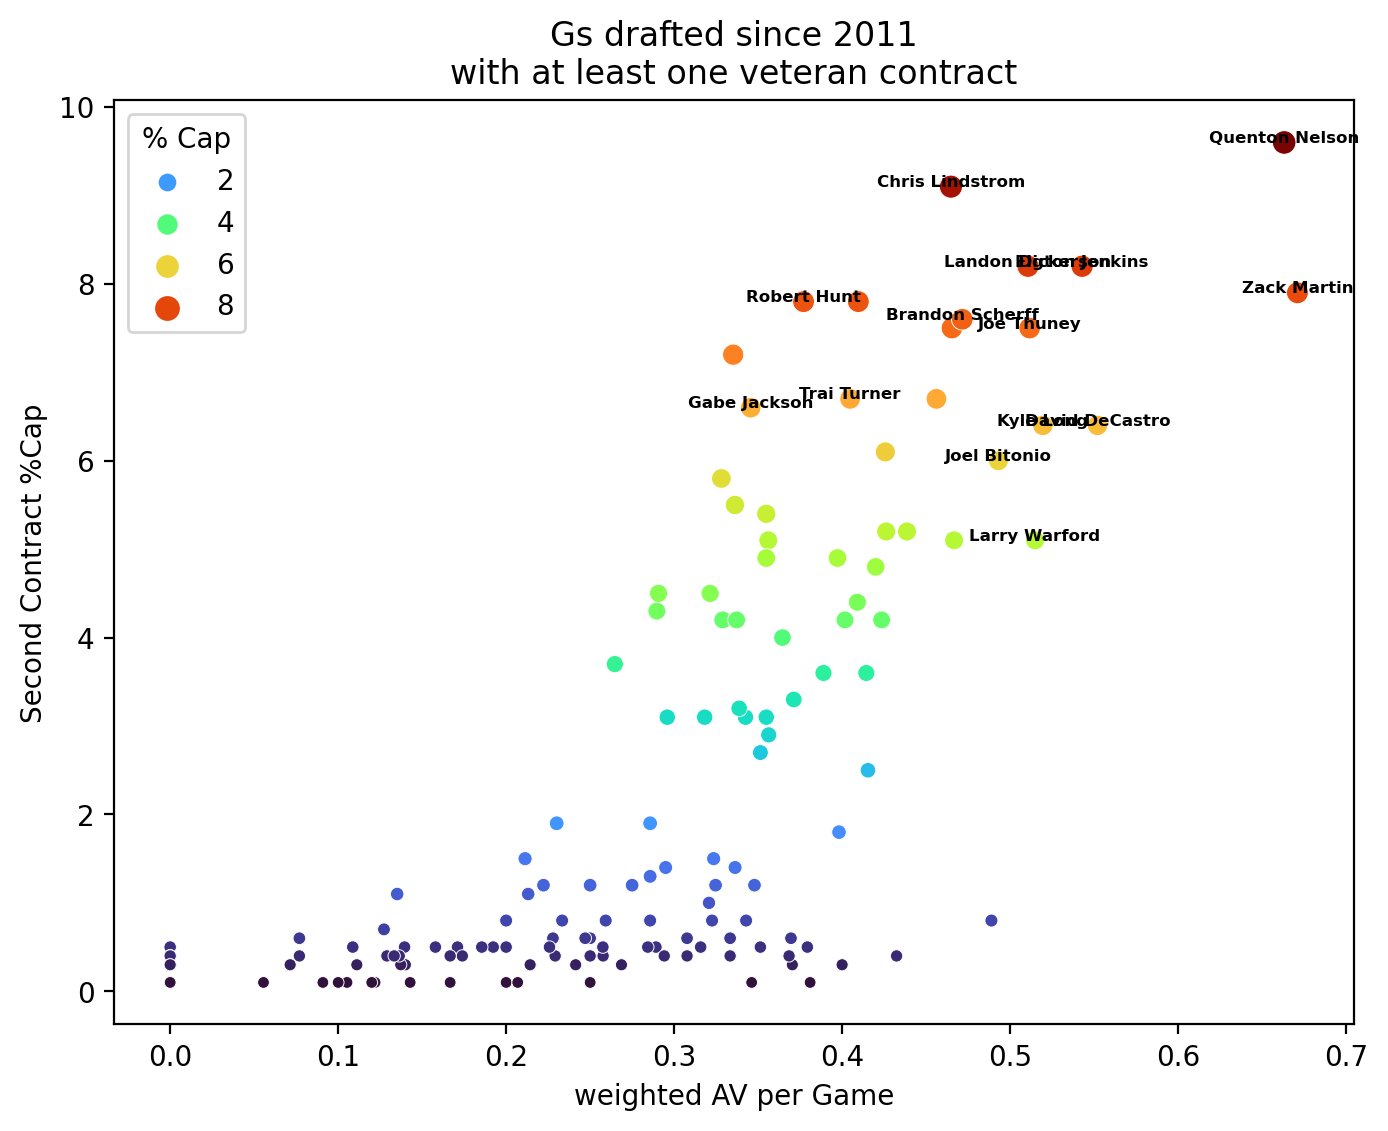 Gs drafted since 2011
with at least one veteran contract
% Cap
2
4
6
8
Second Contract %Cap
10
8
6
4
2
0
Quenton Nelson
Chris Lindstrom
Landon Dickerson
Elgton Jenkins
Zack Martin
Robert Hunt
Brandon Scherff
Joe Thuney
Trai Turner
Gabe Jackson
Kyle Long
David DeCastro
Joel Bitonio
Larry Warford
0.0 0.1 0.2 0.3 0.4 0.5 0.6 0.7
weighted AV per Game